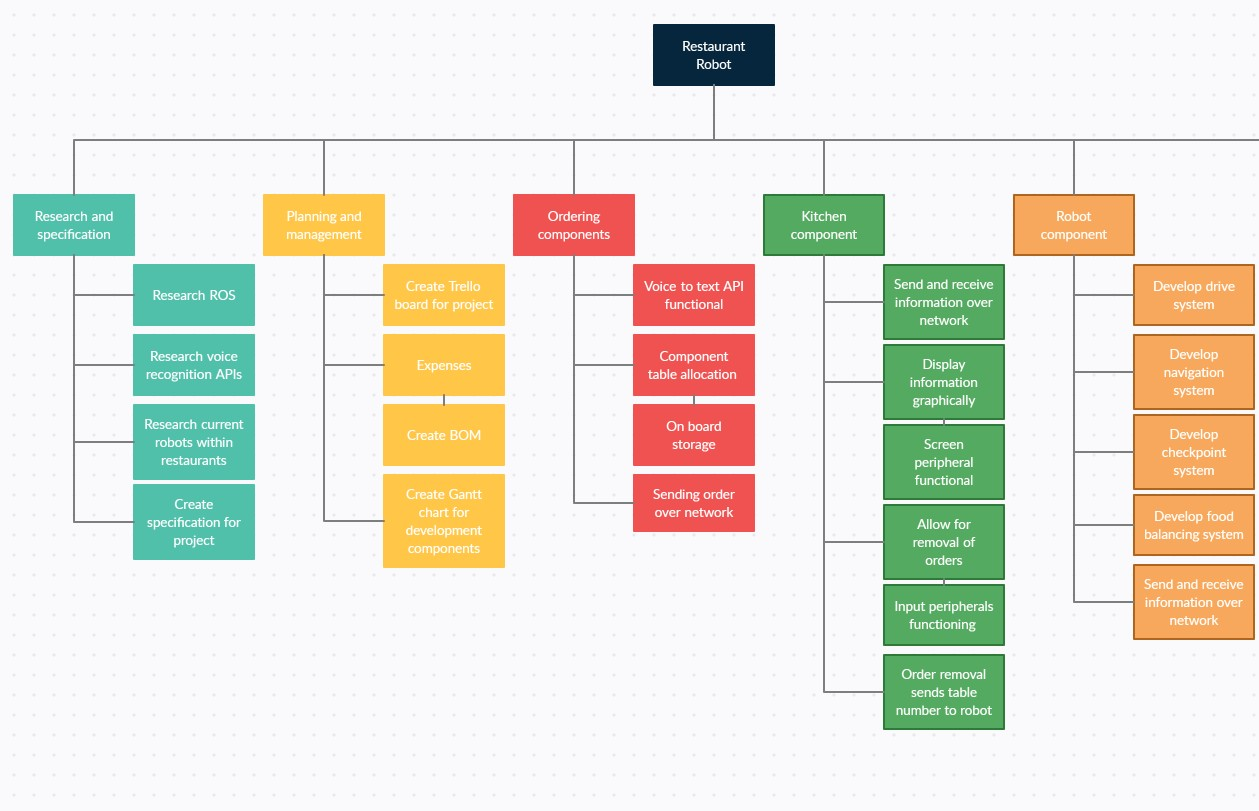 Restaurant
Robot
Research and
specification
Research ROS
Research voice
recognition APIs
Research current
robots within
restaurants
Create
specification for
project
Planning and
management
Create Trello
board for project
Expenses
Create BOM
Create Gantt
chart for
development
components
Ordering
components
Voice to text API
functional
Component
table allocation
On board
storage
Sending order
over network
Kitchen
component
Send and receive
information over
network
Display
information
graphically
Screen
peripheral
functional
Allow for
removal of
orders
Input peripherals
functioning
Order removal
sends table
number to robot
Robot
component
Develop drive
system
Develop
navigation
system
Develop
checkpoint
system
Develop food
balancing system
Send and receive
information over
network